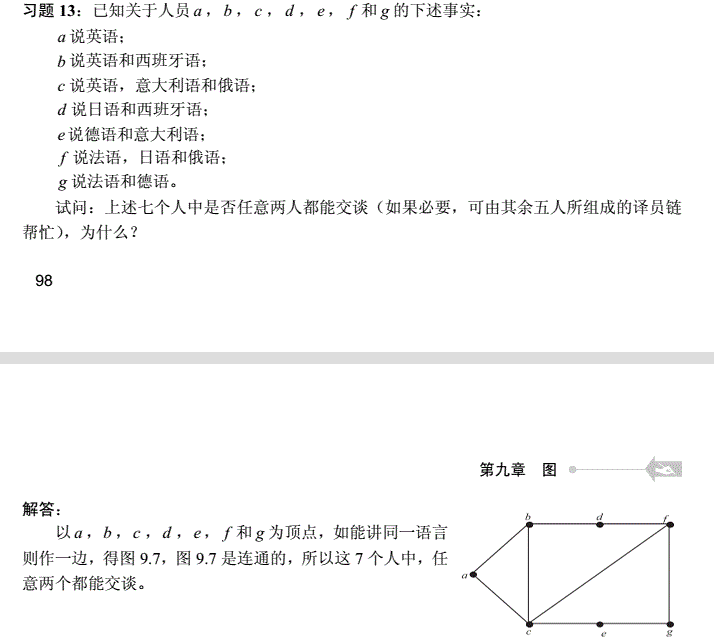 习题 13：已知关于人员 a，b，c，d，e，f 和 g 的下述事实：
a 说英语；
b 说英语和西班牙语；
c 说英语，意大利语和俄语；
d 说日语和西班牙语；
e 说德语和意大利语；
f 说法语，日语和俄语；
g 说法语和德语。
试问：上述七个人中是否任意两人都能交谈（如果必要，可由其余五人所组成的译员链
帮忙），为什么？
98
第九章 图
解答：
以 a，b，c，d，e，f 和 g 为顶点，如能讲同一语言
则作一边，得图 9.7，图 9.7 是连通的，所以这 7 个人中，任
意两个都能交谈。
b d f
a
c e g